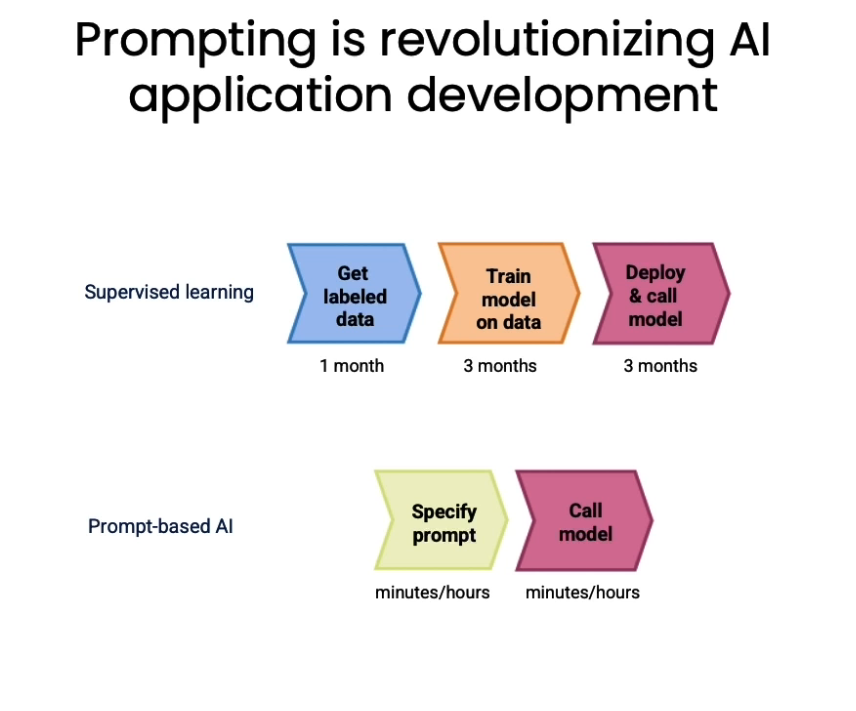 Prompting is revolutionizing AI
application development
Supervised learning
Get
labeled
data
1 month
Train
model
on data
3 months
Deploy
& call
model
3 months
Prompt-based AI
Specify
prompt
minutes/hours
Call
model
minutes/hours